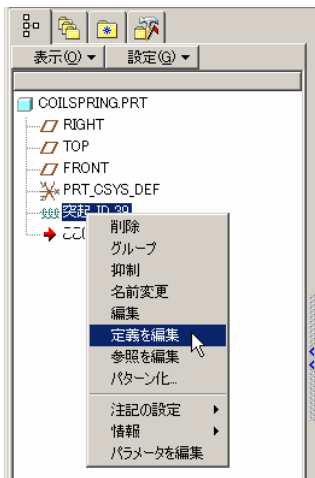 表示(O) 設定(G)
COILSPRING.PRT
RIGHT
TOP
FRONT
PRT_CSYS_DEF
突起 ID 39
ここに
削除
グループ
抑制
名前変更
編集
定義を編集
参照を編集
パターン化...
注記の設定
情報
パラメータを編集